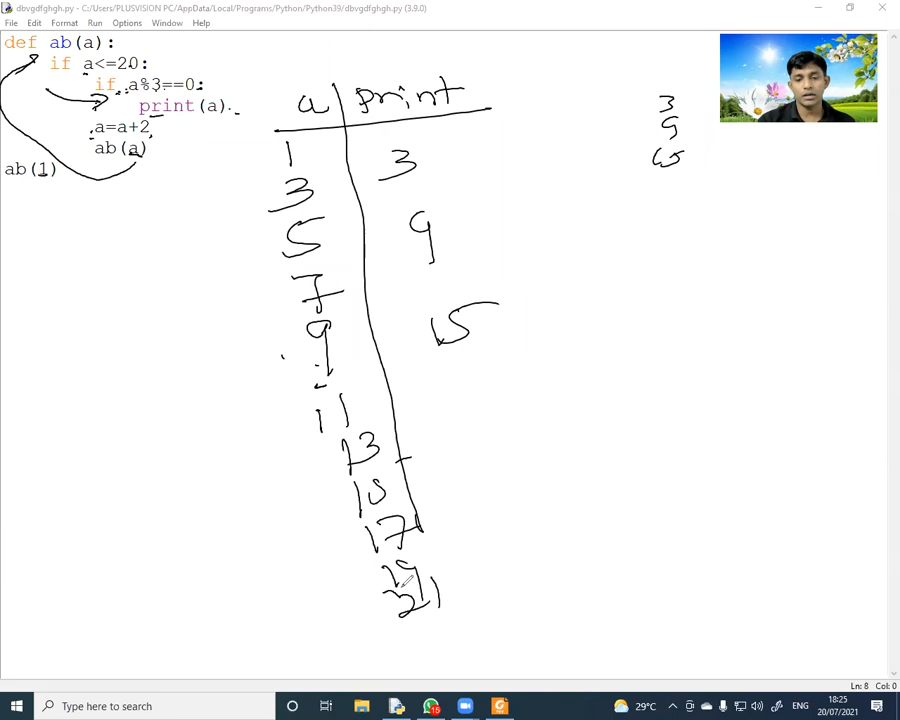 dbvgdfghgh.py - C:/Users/PLUSVISION PC/AppData/Local/Programs/Python/Python39/dbvgdfghgh.py (3.9.0)
File Edit Format Run Options Window Help
def ab(a):
if a<=20:
if a%3==0:
print(a)
a=a+2
ab(a)
ab(1)
a print
1 3
3
5 9
7
9 15
11
13
15
17
19
21
3
9
15
Ln: 8 Col: 0
Type here to search
15
29°C
ENG
18:25
20/07/2021